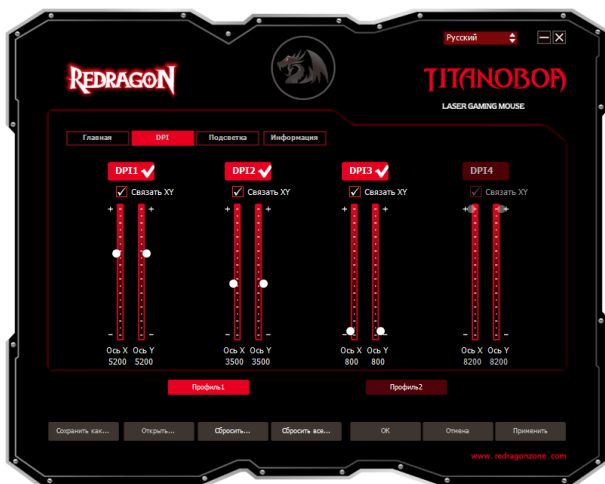 Русский
REDRAGON
TITANOBOA
LASER GAMING MOUSE
Главная DPI Подсветка Информация
DPI1 DPI2 DPI3 DPI4
Связать XY Связать XY Связать XY Связать XY
+ + + + + + + +
- - - - - - - -
Ось X Ось Y Ось X Ось Y Ось X Ось Y Ось X Ось Y
5200 5200 3500 3500 800 800 8200 8200
Профиль1 Профиль2
Сохранить как... Открыть... Сбросить... Сбросить все... OK Отмена Применить
www.redragonzone.com